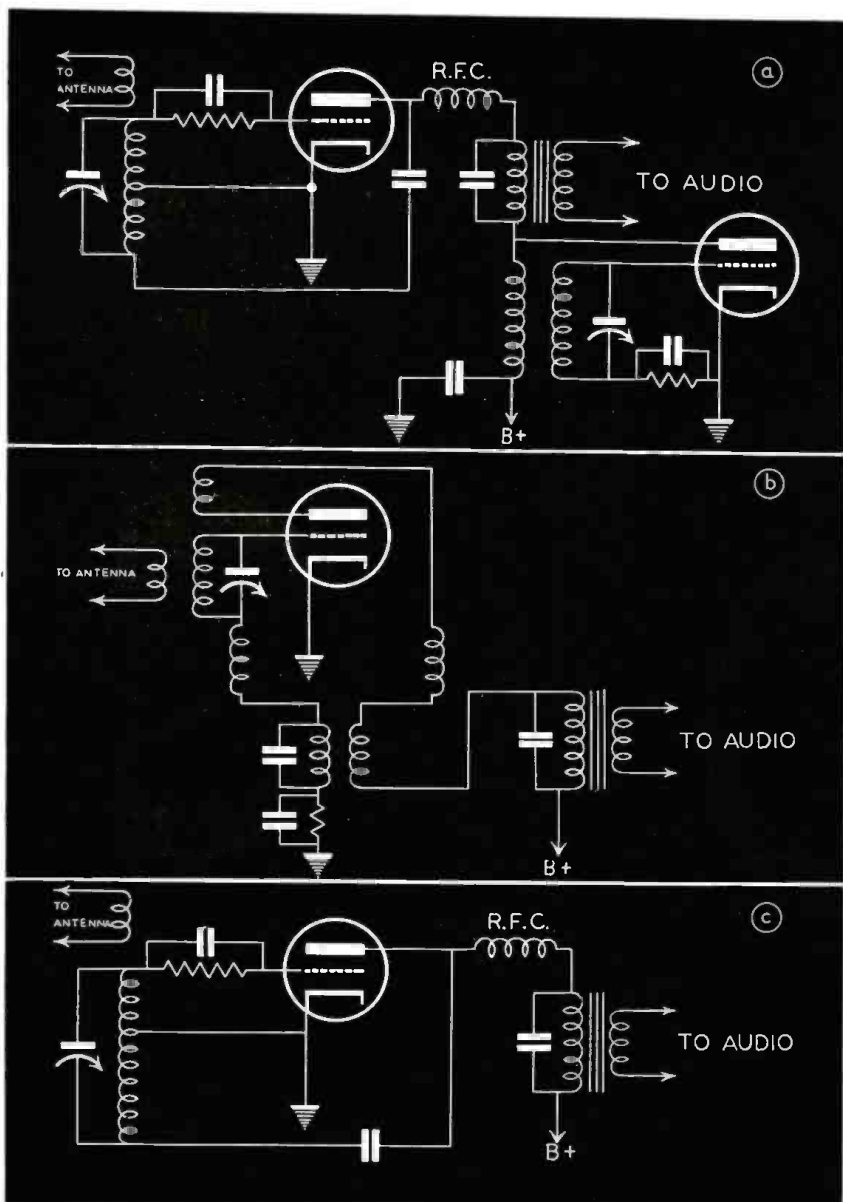 TO
ANTENNA
R.F.C.
a
TO AUDIO
B+
b
TO ANTENNA
TO AUDIO
B+
TO
ANTENNA
R.F.C.
c
TO AUDIO
B+